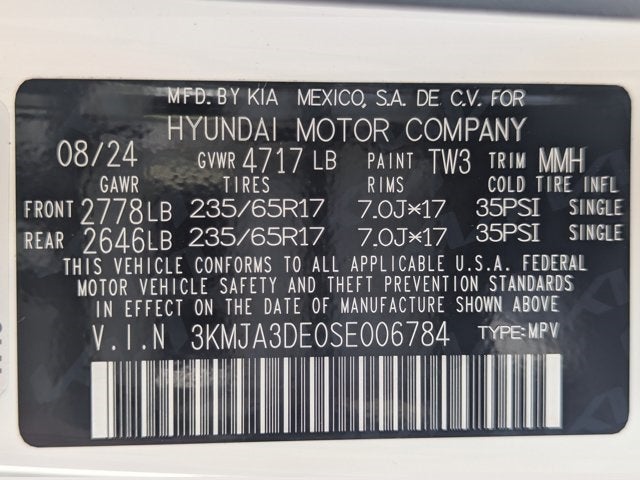 MFD. BY KIA MEXICO, S.A. DE C.V. FOR
HYUNDAI MOTOR COMPANY
08/24 GVWR 4717 LB PAINT TW3 TRIM MMH
GAWR TIRES RIMS COLD TIRE INFL
FRONT 2778LB 235/65R17 7.0J×17 35PSI SINGLE
REAR 2646LB 235/65R17 7.0J×17 35PSI SINGLE
THIS VEHICLE CONFORMS TO ALL APPLICABLE U.S.A. FEDERAL
MOTOR VEHICLE SAFETY AND THEFT PREVENTION STANDARDS
IN EFFECT ON THE DATE OF MANUFACTURE SHOWN ABOVE
V.I.N 3KMJA3DE0SE006784 TYPE:MPV